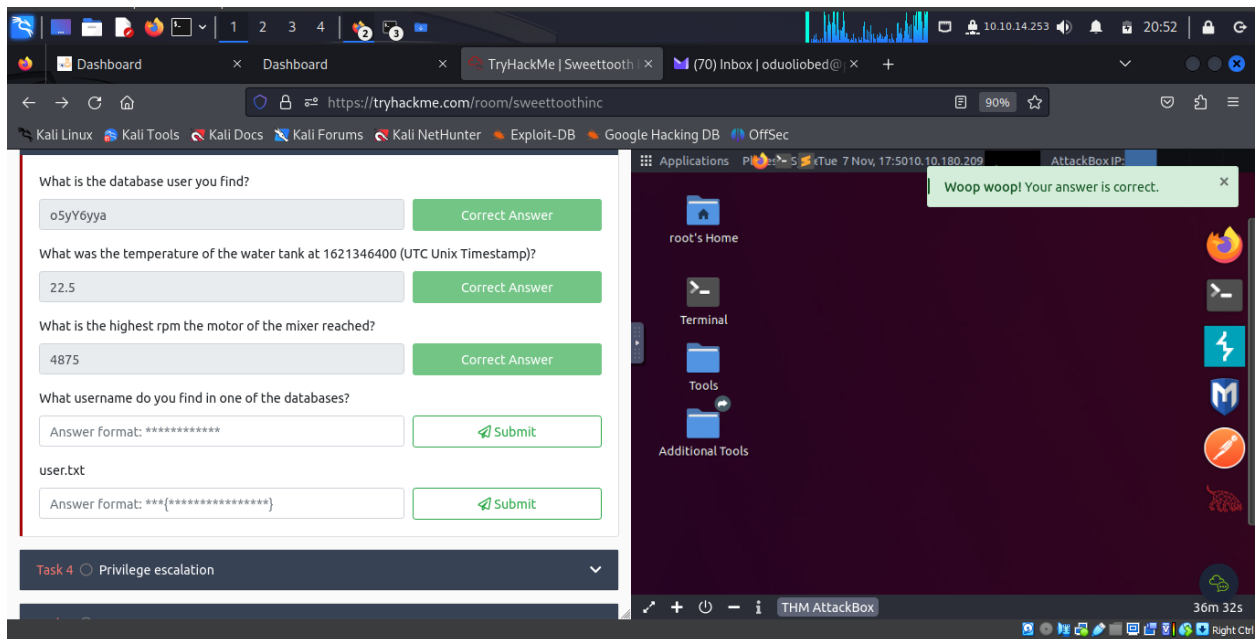 1 2 3 4 2 3 10.10.14.253 20:52
Dashboard × Dashboard × TryHackMe | Sweettooth × (70) Inbox | oduoliobed@ × +
https://tryhackme.com/room/sweettoothinc 90%
Kali Linux Kali Tools Kali Docs Kali Forums Kali NetHunter Exploit-DB Google Hacking DB OffSec
What is the database user you find?
o5yY6yya Correct Answer
What was the temperature of the water tank at 1621346400 (UTC Unix Timestamp)?
22.5 Correct Answer
What is the highest rpm the motor of the mixer reached?
4875 Correct Answer
What username do you find in one of the databases?
Answer format: ************ Submit
user.txt
Answer format: ***{****************} Submit
Task 4 Privilege escalation
Applications Tue 7 Nov, 17:50 10.10.180.209 AttackBox IP:
Woop woop! Your answer is correct. ×
root's Home
Terminal
Tools
Additional Tools
THM AttackBox 36m 32s
Right Ctrl